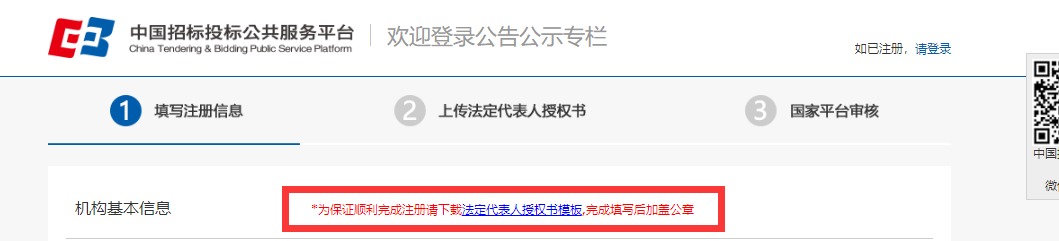 中国招标投标公共服务平台
China Tendering & Bidding Public Service Platform
欢迎登录公告公示专栏
如已注册，请登录
1 填写注册信息
2 上传法定代表人授权书
3 国家平台审核
中国
微
机构基本信息
*为保证顺利完成注册请下载法定代表人授权书模板,完成填写后加盖公章